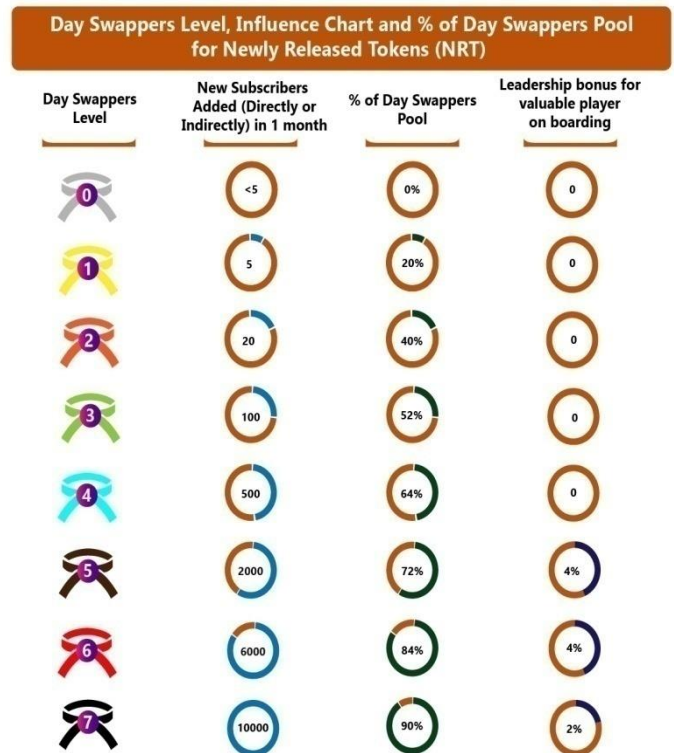 Day Swappers Level, Influence Chart and % of Day Swappers Pool
for Newly Released Tokens (NRT)
Day Swappers
Level
New Subscribers
Added (Directly or
Indirectly) in 1 month
% of Day Swappers
Pool
Leadership bonus for
valuable player
on boarding
0 <5 0% 0
1 5 20% 0
2 20 40% 0
3 100 52% 0
4 500 64% 0
5 2000 72% 4%
6 6000 84% 4%
7 10000 90% 2%